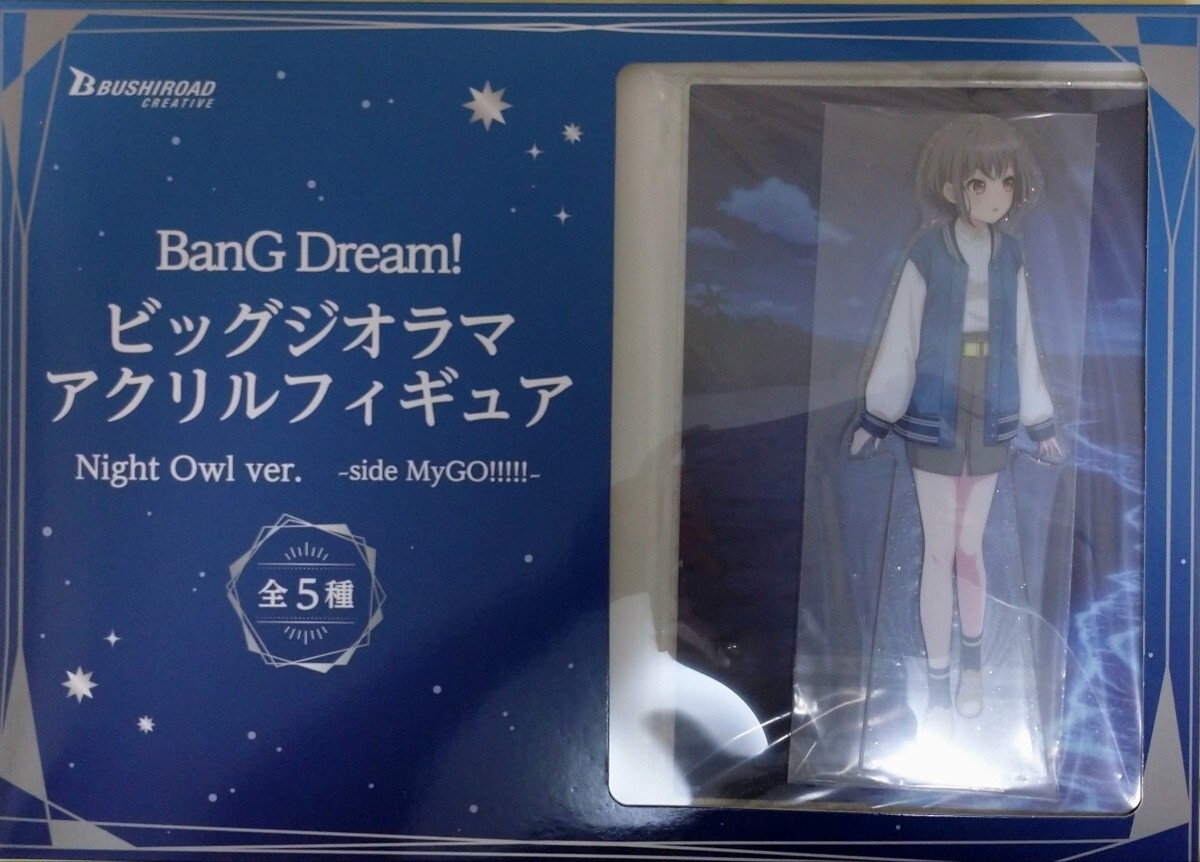 BUSHIROAD
CREATIVE
BanG Dream!
ビッグジオラマ
アクリルフィギュア
Night Owl ver. ~side MyGO!!!!!~
全5種